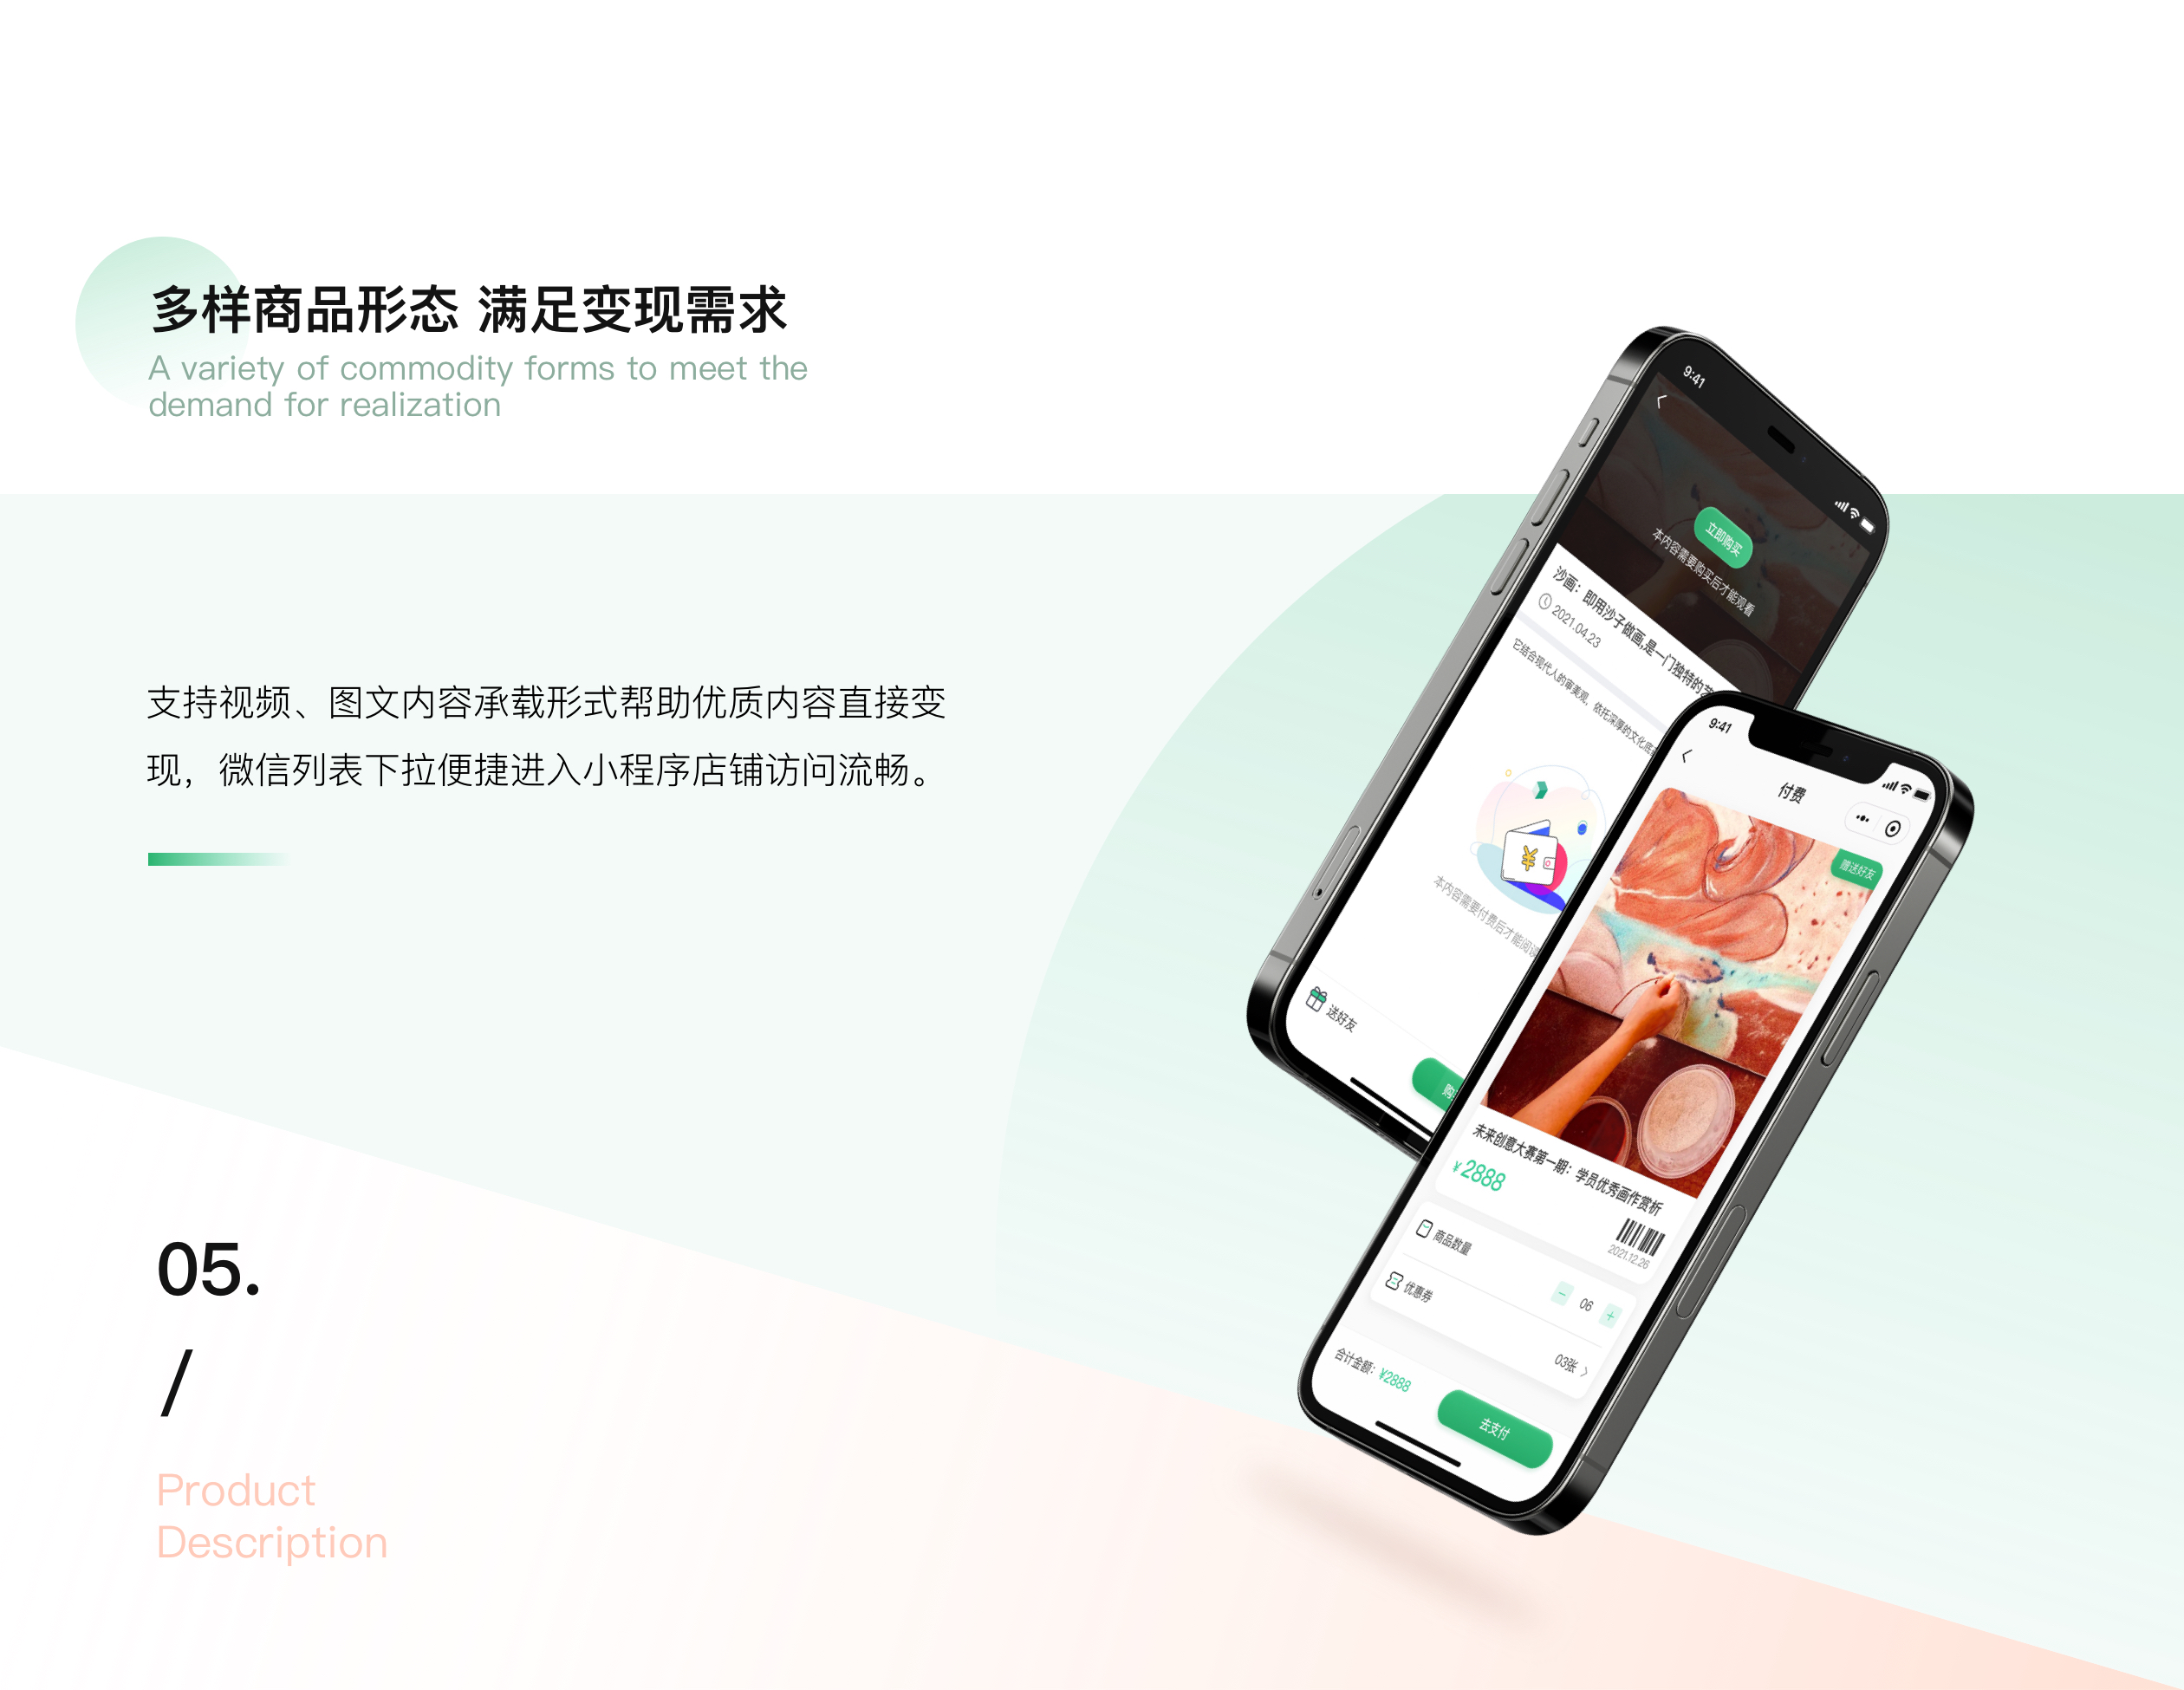 多样商品形态 满足变现需求
A variety of commodity forms to meet the
demand for realization
支持视频、图文内容承载形式帮助优质内容直接变
现，微信列表下拉便捷进入小程序店铺访问流畅。
05.
/
Product
Description
9:41
立即购买
本内容需要购买后才能观看
沙画：即用沙子做画,是一门独特的艺
2021.04.23
它结合现代人的审美观，依托深厚的文化底
¥
本内容需要付费后才能阅读
送好友
购
9:41
付费
赠送好友
未来创意大赛第一期：学员优秀画作赏析
¥2888
2021.12.26
商品数量
− 06 +
优惠券
03张
合计金额：¥2888
去支付